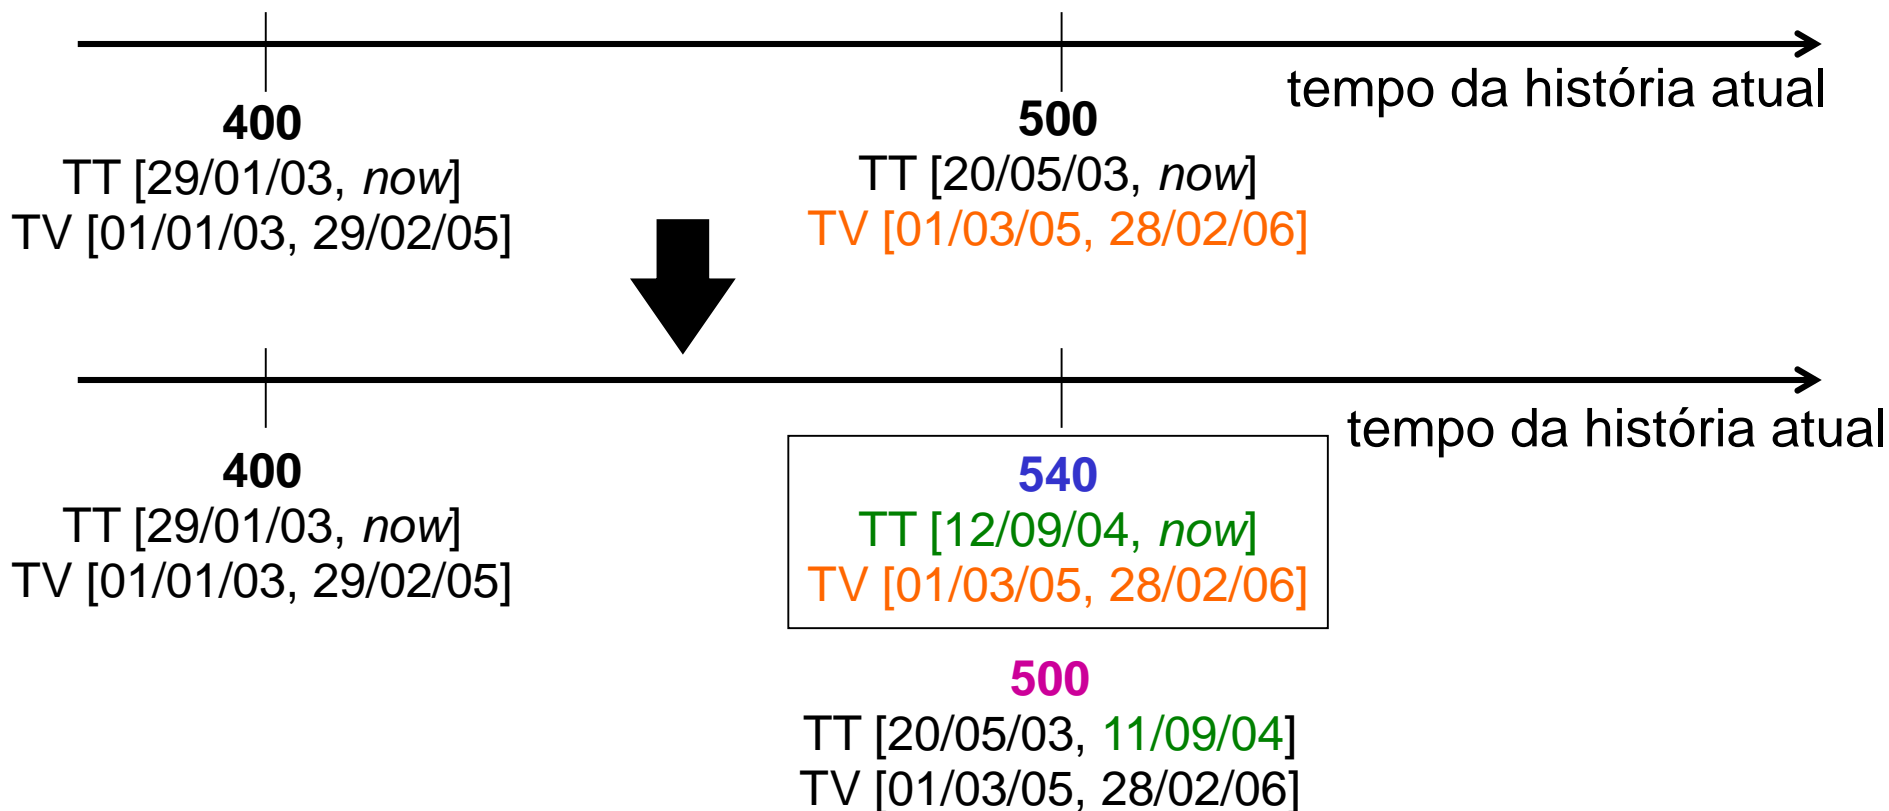 tempo da história atual
400
TT [29/01/03, now]
TV [01/01/03, 29/02/05]
500
TT [20/05/03, now]
TV [01/03/05, 28/02/06]
tempo da história atual
400
TT [29/01/03, now]
TV [01/01/03, 29/02/05]
540
TT [12/09/04, now]
TV [01/03/05, 28/02/06]
500
TT [20/05/03, 11/09/04]
TV [01/03/05, 28/02/06]